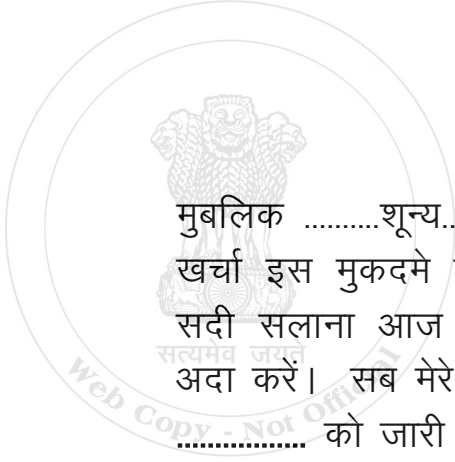 मुबलिक ..........शून्य..
खर्चा इस मुकदमे
सदी सलाना आज
सत्यमेव जयते
अदा करें। सब मेरे
Web Copy - Not Official
................. को जारी